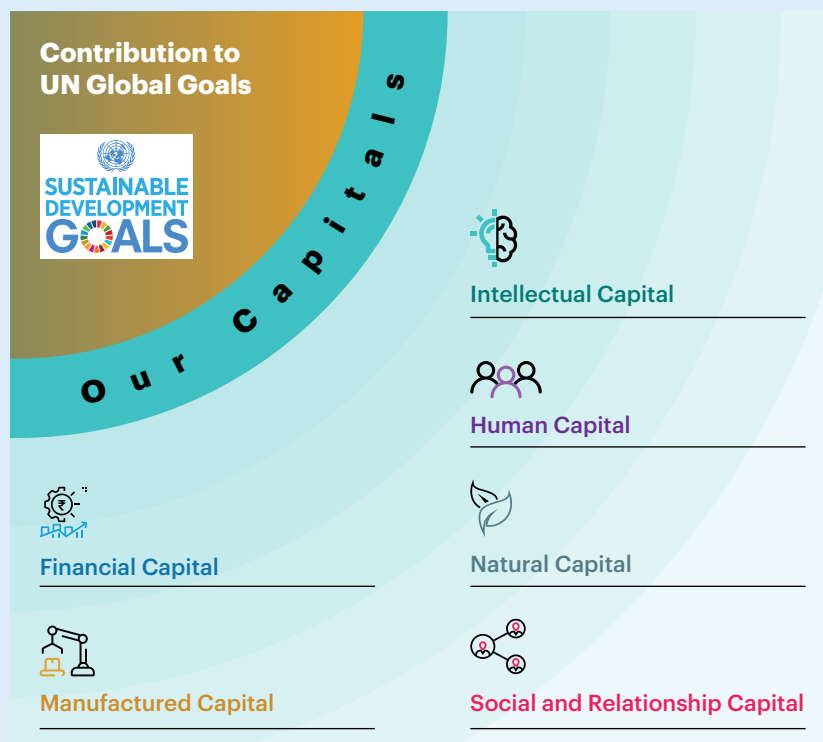 Contribution to
UN Global Goals
SUSTAINABLE
DEVELOPMENT
GOALS
Our Capitals
Financial Capital
Manufactured Capital
Intellectual Capital
Human Capital
Natural Capital
Social and Relationship Capital